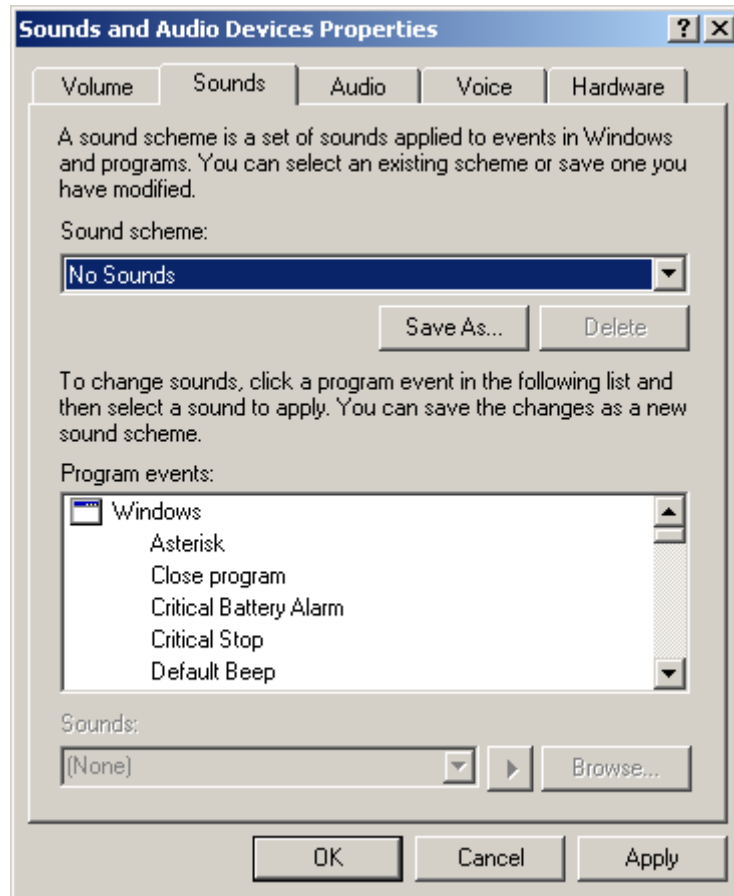 Sounds and Audio Devices Properties
Volume Sounds Audio Voice Hardware
A sound scheme is a set of sounds applied to events in Windows
and programs. You can select an existing scheme or save one you
have modified.
Sound scheme:
No Sounds
Save As... Delete
To change sounds, click a program event in the following list and
then select a sound to apply. You can save the changes as a new
sound scheme.
Program events:
Windows
Asterisk
Close program
Critical Battery Alarm
Critical Stop
Default Beep
Sounds:
(None) Browse...
OK Cancel Apply